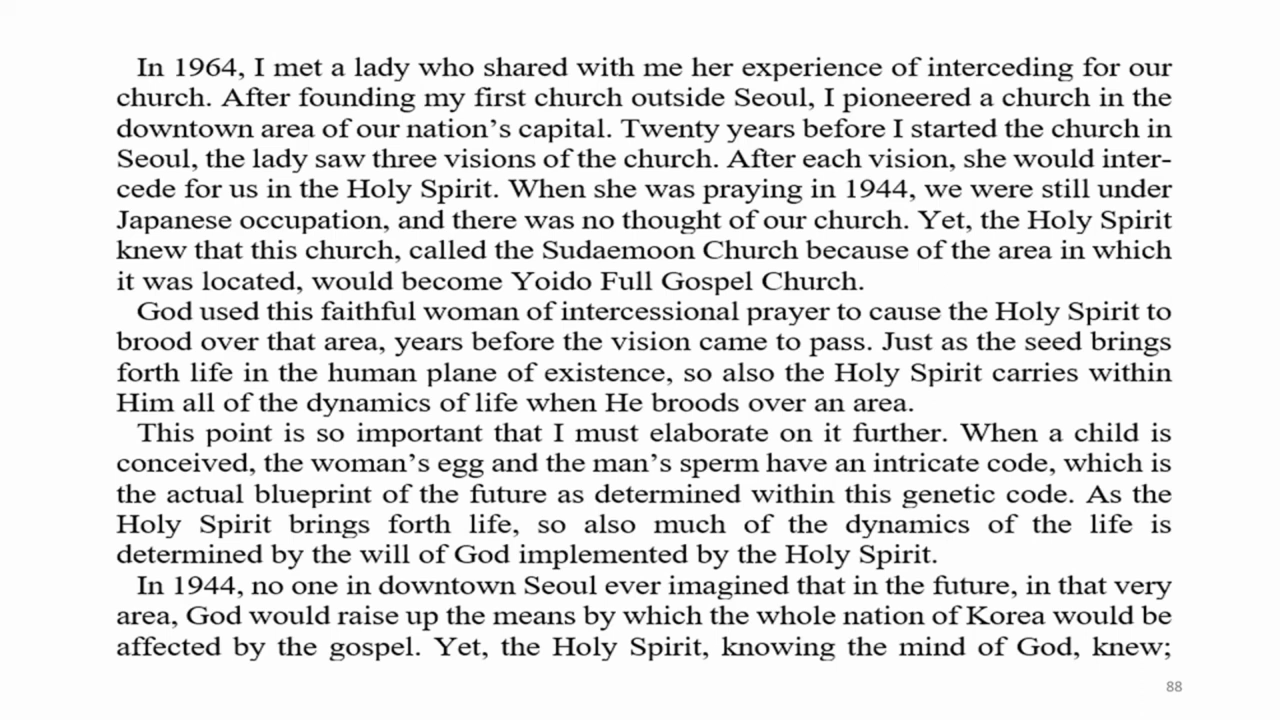 In 1964, I met a lady who shared with me her experience of interceding for our
church. After founding my first church outside Seoul, I pioneered a church in the
downtown area of our nation’s capital. Twenty years before I started the church in
Seoul, the lady saw three visions of the church. After each vision, she would inter-
cede for us in the Holy Spirit. When she was praying in 1944, we were still under
Japanese occupation, and there was no thought of our church. Yet, the Holy Spirit
knew that this church, called the Sudaemoon Church because of the area in which
it was located, would become Yoido Full Gospel Church.
God used this faithful woman of intercessional prayer to cause the Holy Spirit to
brood over that area, years before the vision came to pass. Just as the seed brings
forth life in the human plane of existence, so also the Holy Spirit carries within
Him all of the dynamics of life when He broods over an area.
This point is so important that I must elaborate on it further. When a child is
conceived, the woman’s egg and the man’s sperm have an intricate code, which is
the actual blueprint of the future as determined within this genetic code. As the
Holy Spirit brings forth life, so also much of the dynamics of the life is
determined by the will of God implemented by the Holy Spirit.
In 1944, no one in downtown Seoul ever imagined that in the future, in that very
area, God would raise up the means by which the whole nation of Korea would be
affected by the gospel. Yet, the Holy Spirit, knowing the mind of God, knew;
88